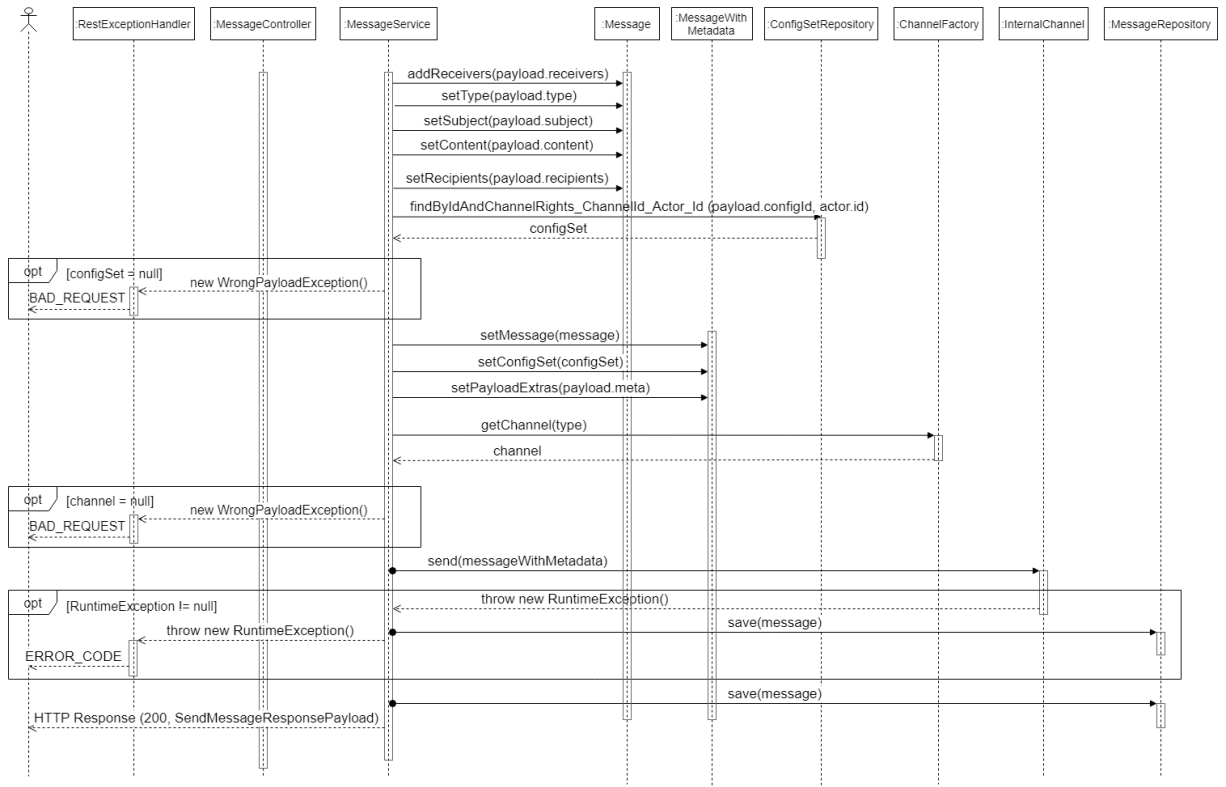 :RestExceptionHandler
:MessageController
:MessageService
:Message
:MessageWith
Metadata
:ConfigSetRepository
:ChannelFactory
:InternalChannel
:MessageRepository
addReceivers(payload.receivers)
setType(payload.type)
setSubject(payload.subject)
setContent(payload.content)
setRecipients(payload.recipients)
findByIdAndChannelRights_ChannelId_Actor_Id (payload.configId, actor.id)
configSet
opt
[configSet = null]
new WrongPayloadException()
BAD_REQUEST
setMessage(message)
setConfigSet(configSet)
setPayloadExtras(payload.meta)
getChannel(type)
channel
opt
[channel = null]
new WrongPayloadException()
BAD_REQUEST
send(messageWithMetadata)
opt
[RuntimeException != null]
throw new RuntimeException()
throw new RuntimeException()
save(message)
ERROR_CODE
save(message)
HTTP Response (200, SendMessageResponsePayload)